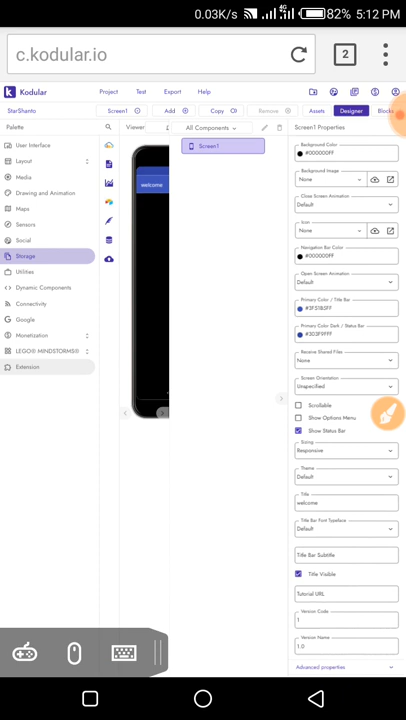 0.03K/s 4G 82% 5:12 PM
c.kodular.io
2
Kodular Project Test Export Help
StarShanto Screen1 Add Copy Remove Assets Designer Blocks
Palette
Viewer:
All Components
Screen1 Properties
User Interface
Layout
Media
Drawing and Animation
Maps
Sensors
Social
Storage
Utilities
Dynamic Components
Connectivity
Google
Monetization
LEGO® MINDSTORMS®
Extension
welcome
Screen1
Background Color
#000000FF
Background Image
None
Close Screen Animation
Default
Icon
None
Navigation Bar Color
#000000FF
Open Screen Animation
Default
Primary Color / Title Bar
#3F51B5FF
Primary Color Dark / Status Bar
#303F9FFF
Receive Shared Files
None
Screen Orientation
Unspecified
Scrollable
Show Options Menu
Show Status Bar
Sizing
Responsive
Theme
Default
Title
welcome
Title Bar Font Typeface
Default
Title Bar Subtitle
Title Visible
Tutorial URL
Version Code
1
Version Name
1.0
Advanced properties